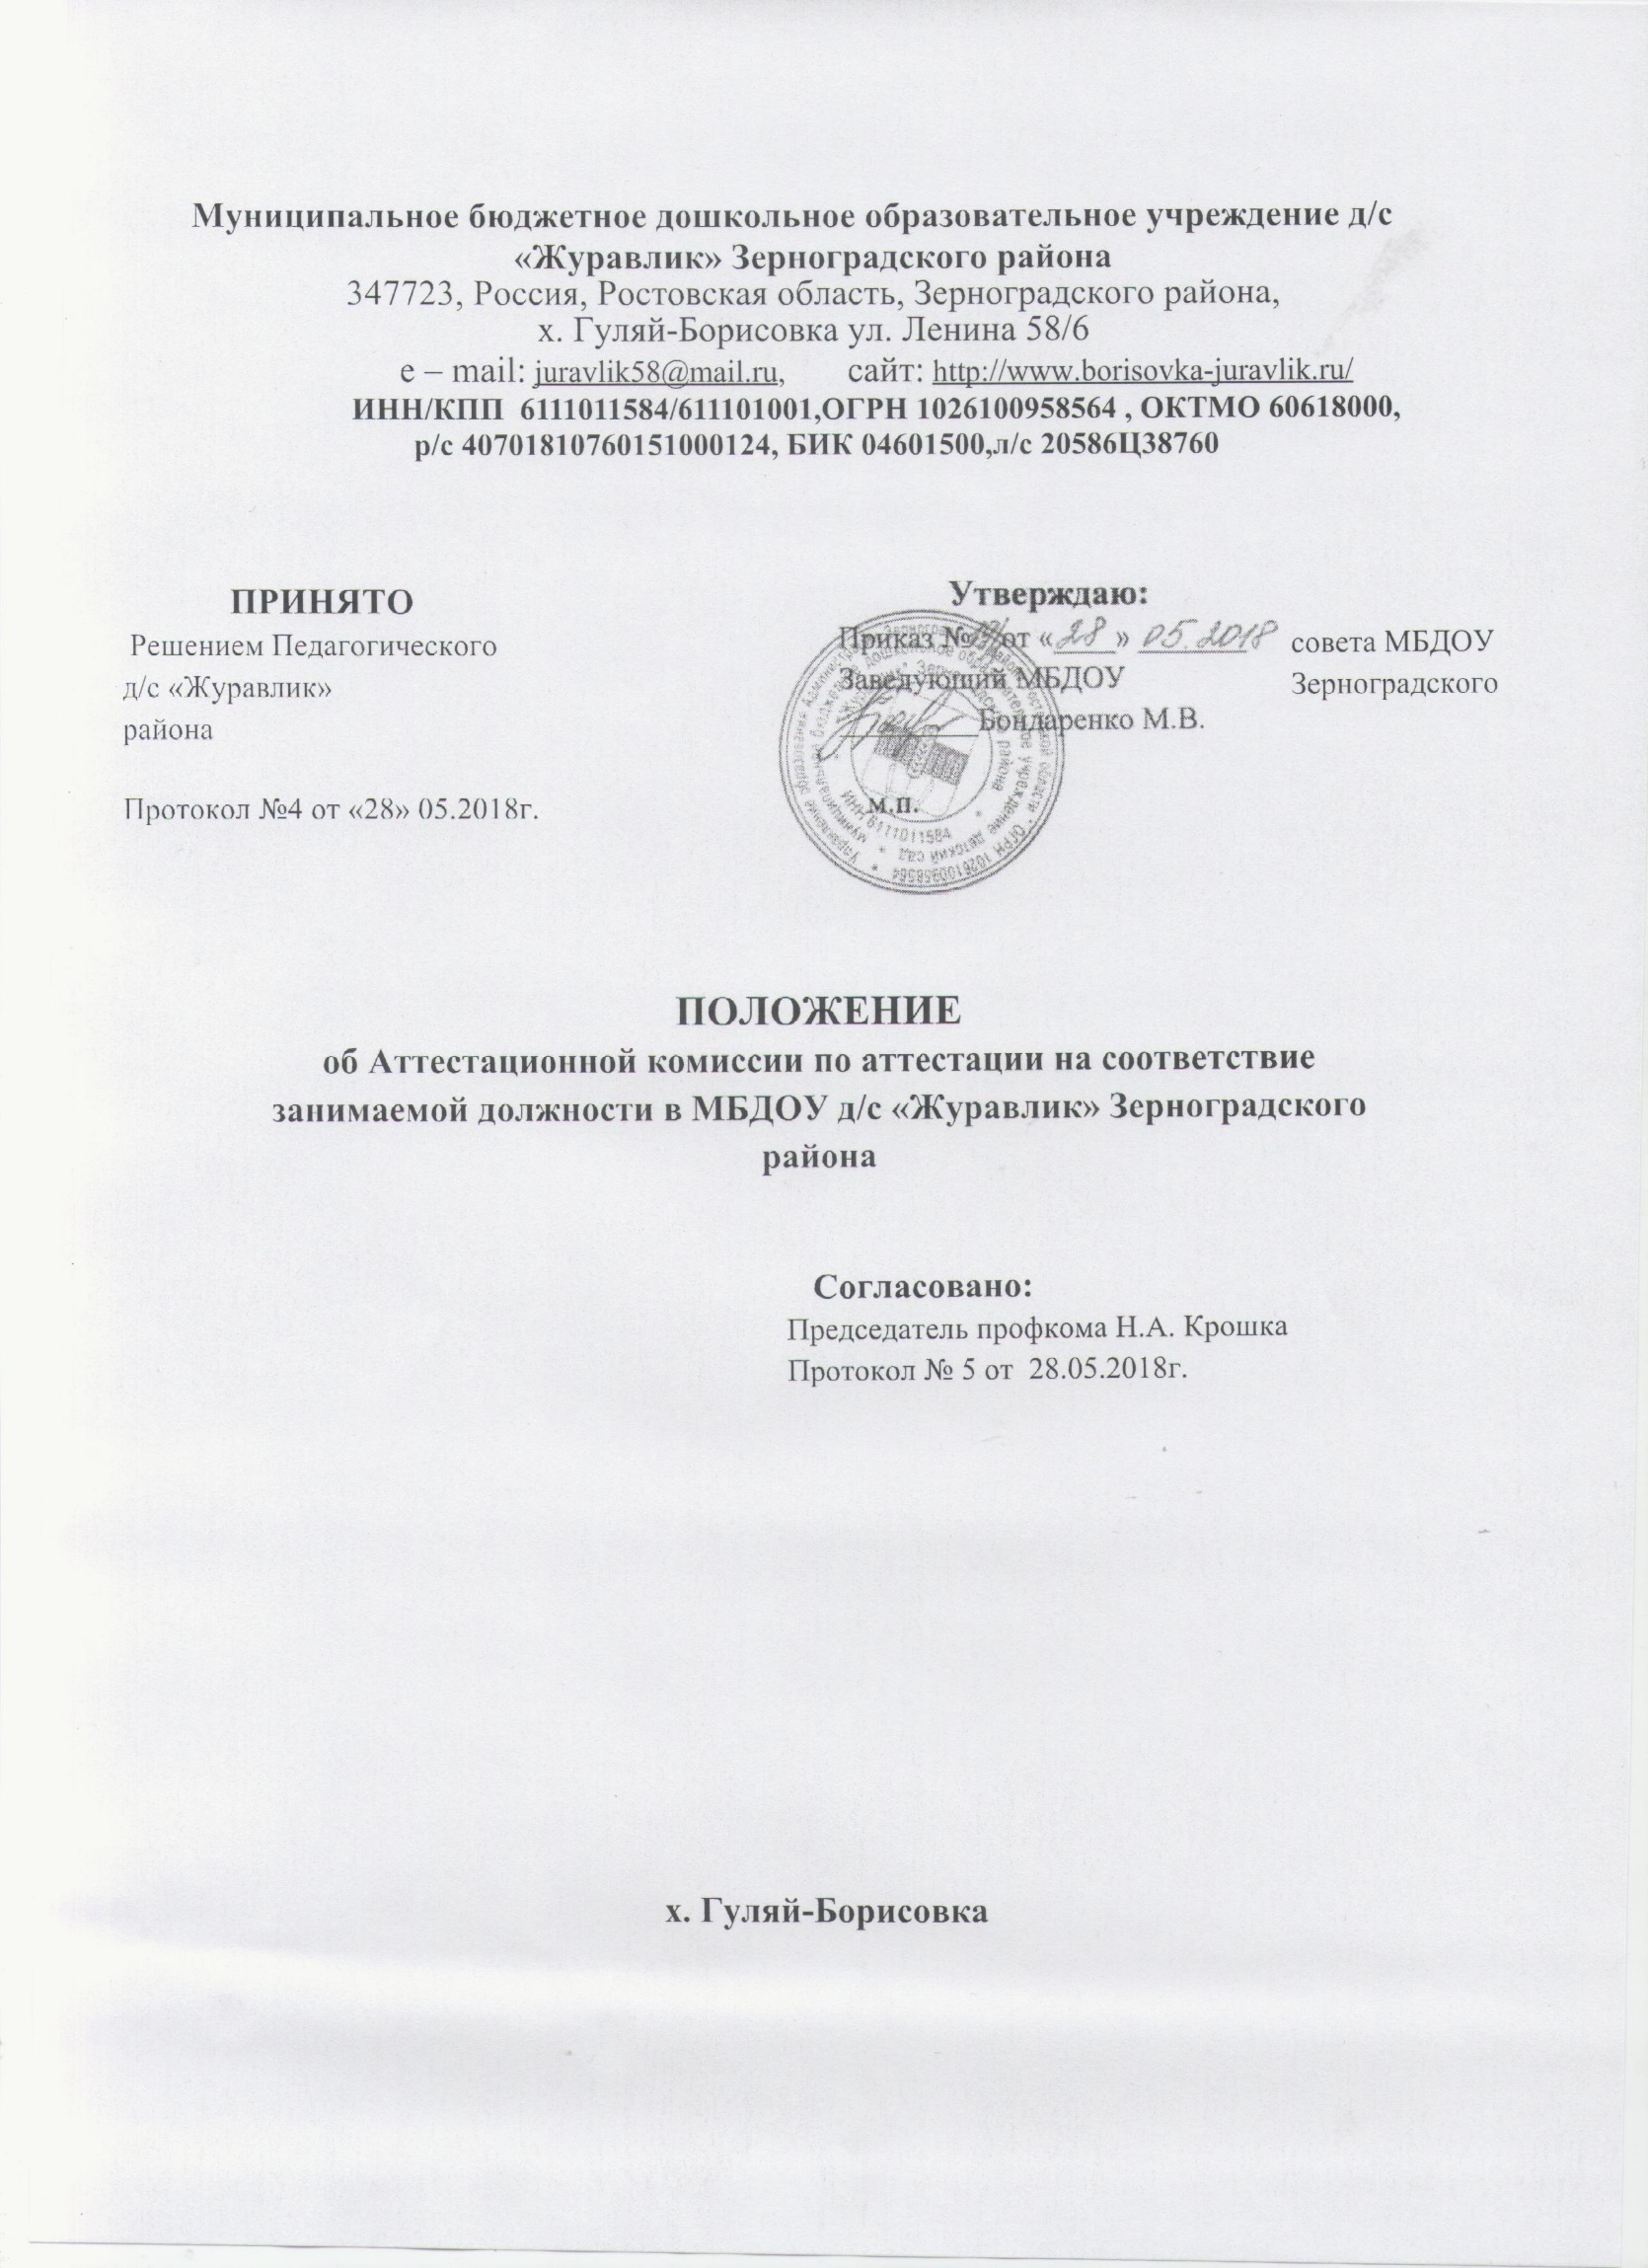 Муниципальное бюджетное дошкольное образовательное учреждение д/с
«Журавлик» Зерноградского района
347723, Россия, Ростовская область, Зерноградского района,
х. Гуляй-Борисовка ул. Ленина 58/6
е – mail: juravlik58@mail.ru, сайт: http://www.borisovka-juravlik.ru/
ИНН/КПП 6111011584/611101001,ОГРН 1026100958564 , ОКТМО 60618000,
р/с 40701810760151000124, БИК 04601500,л/с 20586Ц38760
ПРИНЯТО
Решением Педагогического
д/с «Журавлик»
района
Протокол №4 от «28» 05.2018г.
Утверждаю:
Приказ № от «28» 05.2018 совета МБДОУ
Заведующий МБДОУ Зерноградского
Бондаренко М.В.
м.п.
ИНН 6111011584
ОГРН 1026100958564
ПОЛОЖЕНИЕ
об Аттестационной комиссии по аттестации на соответствие
занимаемой должности в МБДОУ д/с «Журавлик» Зерноградского
района
Согласовано:
Председатель профкома Н.А. Крошка
Протокол № 5 от 28.05.2018г.
х. Гуляй-Борисовка